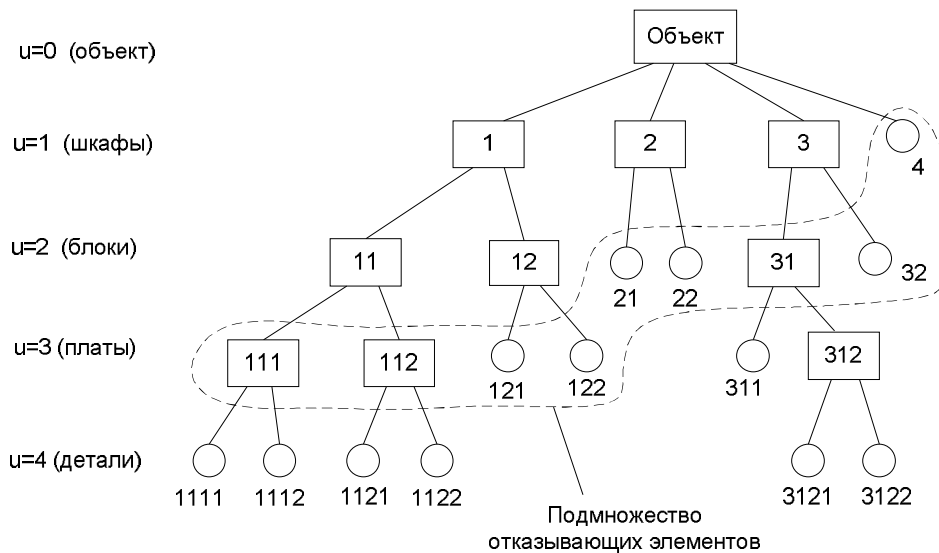 Объект
u=0 (объект)
u=1 (шкафы)
1
2
3
4
u=2 (блоки)
11
12
21
22
31
32
u=3 (платы)
111
112
121
122
311
312
u=4 (детали)
1111
1112
1121
1122
3121
3122
Подмножество
отказывающих элементов